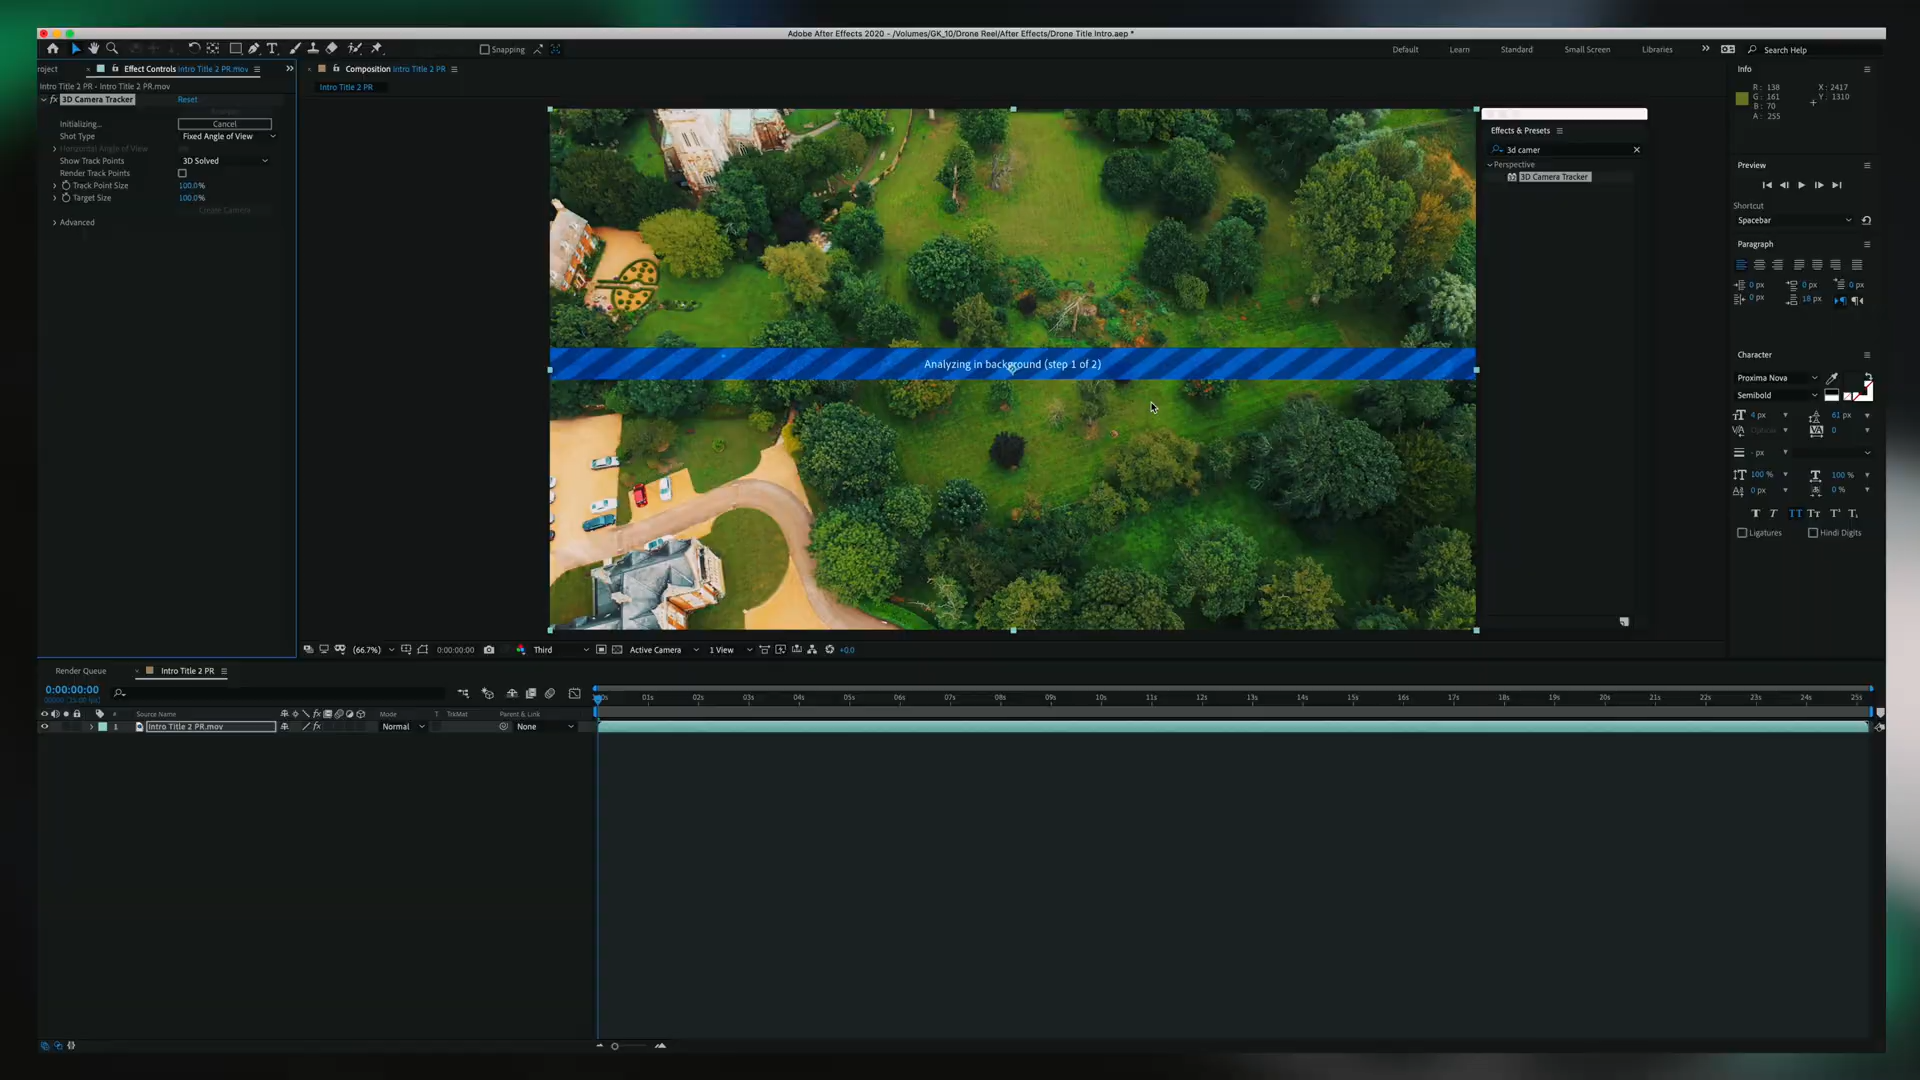 Adobe After Effects 2020 - /Volumes/GK_10/Drone Reel/After Effects/Drone Title Intro.aep *
Snapping
Default
Learn
Standard
Small Screen
Libraries
Search Help
roject
Effect Controls Intro Title 2 PR.mov
Composition Intro Title 2 PR
Intro Title 2 PR - Intro Title 2 PR.mov
Intro Title 2 PR
fx 3D Camera Tracker
Reset
Initializing...
Cancel
Shot Type
Fixed Angle of View
Horizontal Angle of View
Show Track Points
3D Solved
Render Track Points
Track Point Size
100.0%
Target Size
100.0%
Create Camera
Advanced
Analyzing in background (step 1 of 2)
Effects & Presets
3d camer
Perspective
3D Camera Tracker
Info
R : 138
G : 161
B : 70
A : 255
X : 2417
Y : 1310
Preview
Shortcut
Spacebar
Paragraph
0 px
0 px
0 px
0 px
18 px
Character
Proxima Nova
Semibold
4 px
61 px
0
- px
100 %
100 %
0 px
0 %
Ligatures
Hindi Digits
(66.7%)
0:00:00:00
Third
Active Camera
1 View
+0.0
Render Queue
Intro Title 2 PR
0:00:00:00
01s 02s 03s 04s 05s 06s 07s 08s 09s 10s 11s 12s 13s 14s 15s 16s 17s 18s 19s 20s 21s 22s 23s 24s 25s
# Source Name
Mode
T TrkMat
Parent & Link
1 Intro Title 2 PR.mov
Normal
None